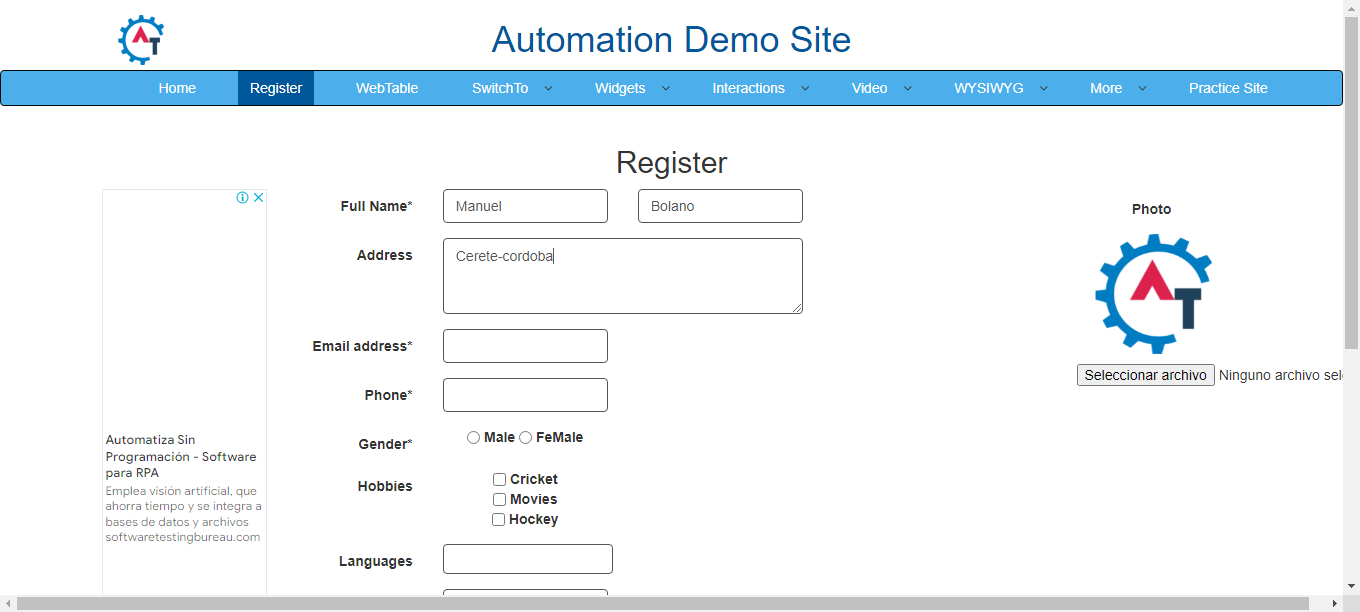 AT
Automation Demo Site
Home Register WebTable SwitchTo Widgets Interactions Video WYSIWYG More Practice Site
Register
Full Name* Manuel Bolano
Address Cerete-cordoba
Email address*
Phone*
Gender* Male FeMale
Hobbies Cricket
Movies
Hockey
Languages
Photo
AT
Seleccionar archivo Ninguno archivo sel
Automatiza Sin
Programación - Software
para RPA
Emplea visión artificial, que
ahorra tiempo y se integra a
bases de datos y archivos
softwaretestingbureau.com